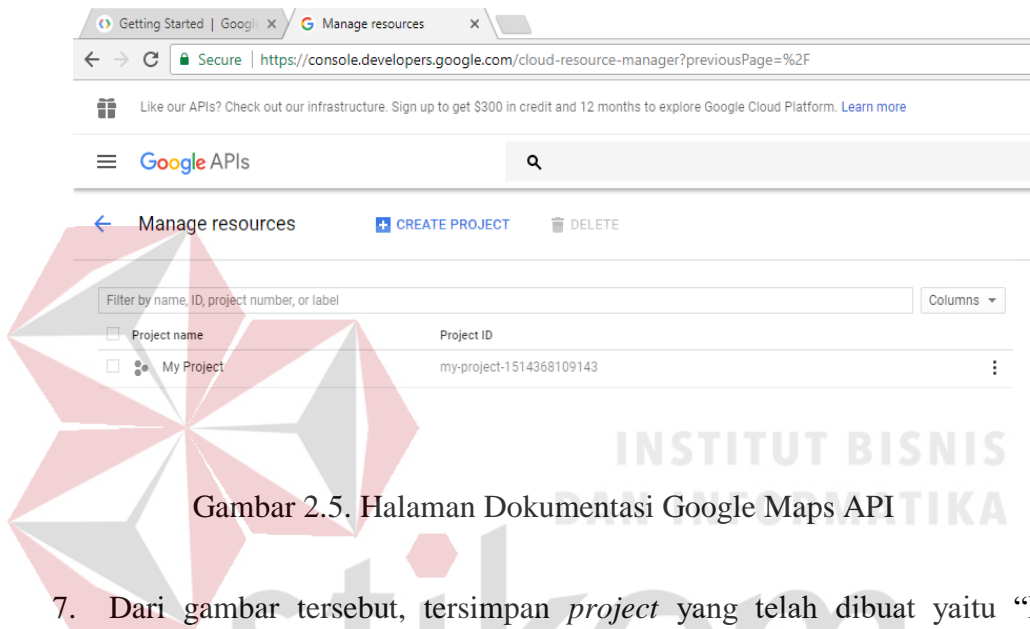 Getting Started | Googl
Manage resources
Secure | https://console.developers.google.com/cloud-resource-manager?previousPage=%2F
Like our APIs? Check out our infrastructure. Sign up to get $300 in credit and 12 months to explore Google Cloud Platform. Learn more
Google APIs
Manage resources CREATE PROJECT DELETE
Filter by name, ID, project number, or label Columns
Project name Project ID
My Project my-project-1514368109143
INSTITUT BISNIS
DAN INFORMATIKA
Gambar 2.5. Halaman Dokumentasi Google Maps API
stikom
7. Dari gambar tersebut, tersimpan project yang telah dibuat yaitu “